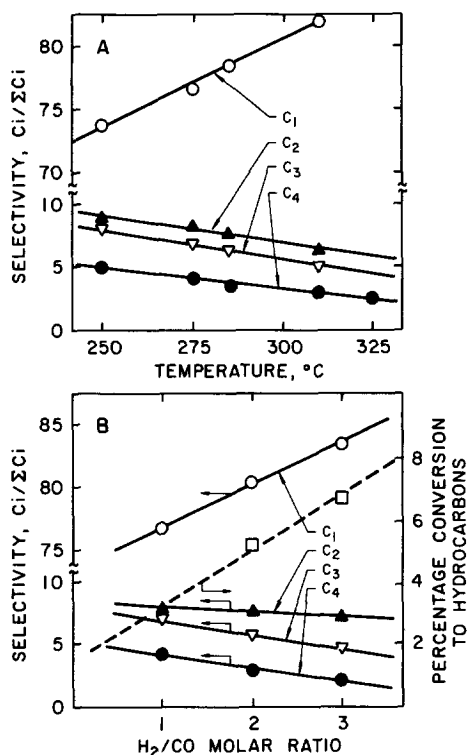 A
SELECTIVITY, Ci/ΣCi
80
75
70
10
5
0
C1
C2
C3
C4
250 275 300 325
TEMPERATURE, °C
B
SELECTIVITY, Ci/ΣCi
85
80
75
10
5
0
C1
C2
C3
C4
8
6
4
2
PERCENTAGE CONVERSION
TO HYDROCARBONS
1 2 3
H2/CO MOLAR RATIO